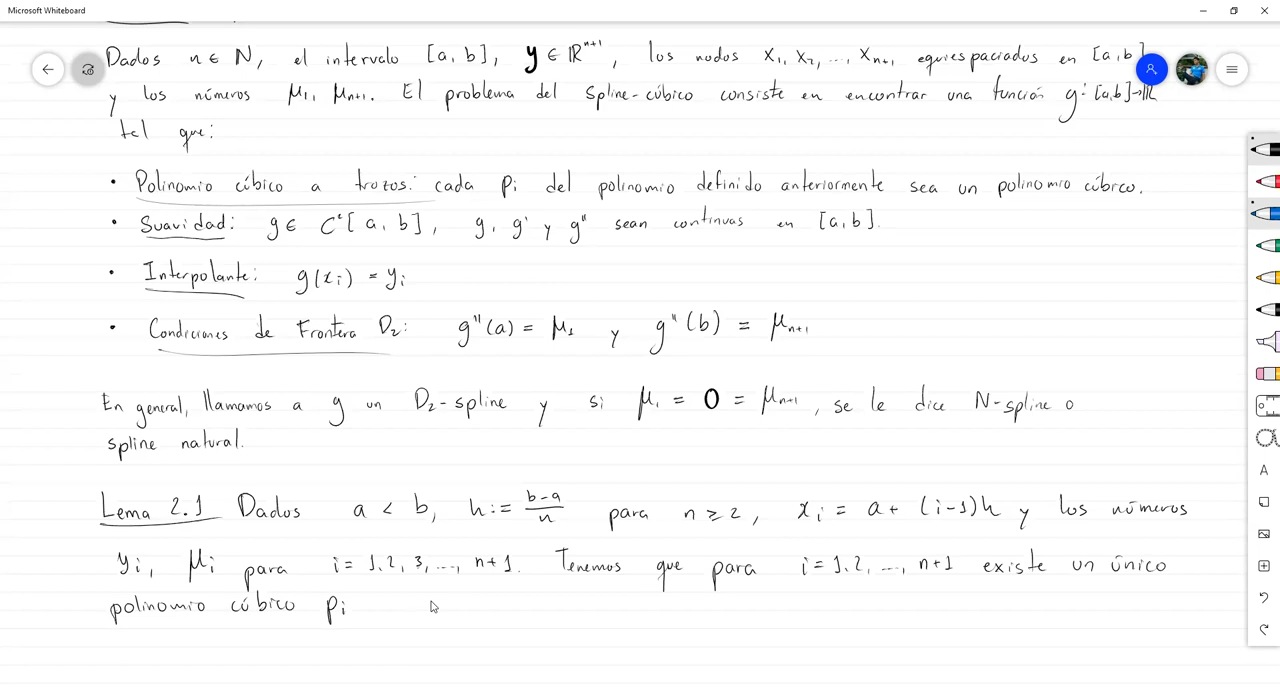 Microsoft Whiteboard
Dados n ∈ N, el intervalo [a, b], y ∈ ℝⁿ⁺¹, los nodos x₁, x₂, ..., xₙ₊₁ equiespaciados en [a, b]
y los números μ₁, μₙ₊₁. El problema del Spline-cúbico consiste en encontrar una función g: [a,b]→ℝ
tal que:
• Polinomio cúbico a trozos: cada pᵢ del polinomio definido anteriormente sea un polinomio cúbico.
• Suavidad: g ∈ C²[a, b], g, g' y g'' sean continuas en [a, b].
• Interpolante: g(xᵢ) = yᵢ
• Condiciones de Frontera D₂: g''(a) = μ₁ y g''(b) = μₙ₊₁
En general, llamamos a g un D₂-spline y si μ₁ = 0 = μₙ₊₁, se le dice N-spline o
spline natural.
Lema 2.1 Dados a < b, h := (b-a)/n para n ≥ 2, xᵢ = a + (i-1)h y los números
yᵢ, μᵢ para i = 1, 2, 3, ..., n+1. Tenemos que para i = 1, 2, ..., n+1 existe un único
polinomio cúbico pᵢ
A